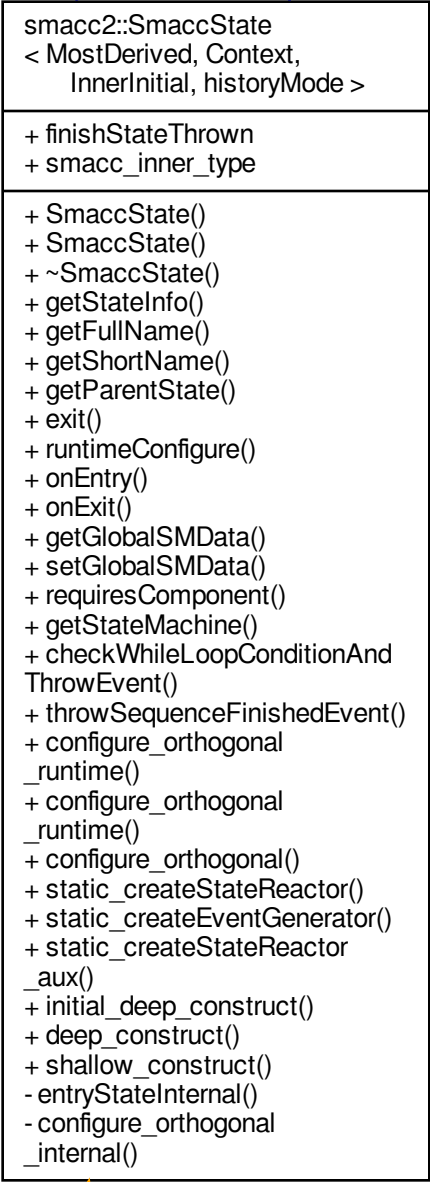 smacc2::SmaccState
< MostDerived, Context,
InnerInitial, historyMode >
+ finishStateThrown
+ smacc_inner_type
+ SmaccState()
+ SmaccState()
+ ~SmaccState()
+ getStateInfo()
+ getFullName()
+ getShortName()
+ getParentState()
+ exit()
+ runtimeConfigure()
+ onEntry()
+ onExit()
+ getGlobalSMData()
+ setGlobalSMData()
+ requiresComponent()
+ getStateMachine()
+ checkWhileLoopConditionAnd
ThrowEvent()
+ throwSequenceFinishedEvent()
+ configure_orthogonal
_runtime()
+ configure_orthogonal
_runtime()
+ configure_orthogonal()
+ static_createStateReactor()
+ static_createEventGenerator()
+ static_createStateReactor
_aux()
+ initial_deep_construct()
+ deep_construct()
+ shallow_construct()
- entryStateInternal()
- configure_orthogonal
_internal()